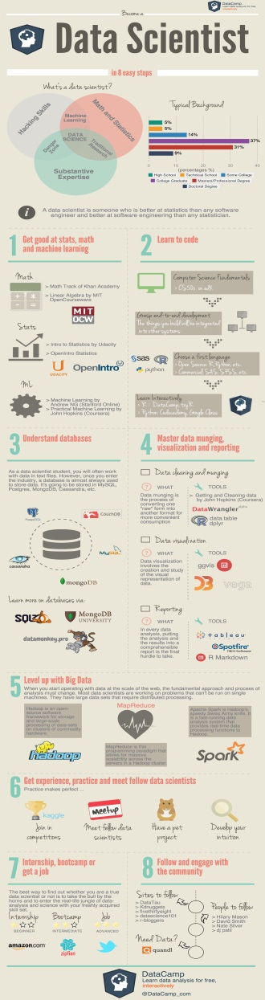 Become a
DataCamp
Learn data analysis for free,
interactively
Data Scientist
in 8 easy steps
What's a data scientist?
Hacking Skills
Math and Statistics
Machine
Learning
DATA
SCIENCE
Danger
Zone
Traditional
Research
Substantive
Expertise
Typical Background
5%
5%
14%
37%
31%
9%
0 10 20 30 40
(percentages %)
High School Technical School Some College
College Graduate Masters/Professional Degree
Doctoral Degree
i
A data scientist is someone who is better at statistics than any software
engineer and better at software engineering than any statistician.
1 Get good at stats, math
and machine learning
Math
> Math Track of Khan Academy
> Linear Algebra by MIT
OpenCourseware
MIT
OCW
Stats
> Intro to Statistics by Udacity
> OpenIntro Statistics
UDACITY
OpenIntro
ML
> Machine Learning by
Andrew NG (Stanford Online)
> Practical Machine Learning by
John Hopkins (Coursera)
2 Learn to code
Computer Science Fundamentals
> CS50x on edX
Grasp end-to-end development
The things you build will be integrated
into other systems
Choose a first language
> Open Source: R, Python, etc.
> Commercial: SAS, SPSS, etc.
sas
R
python
Learn Interactively
> R: DataCamp, tryR
> Python: Codecademy, Google Class
3 Understand databases
As a data scientist student, you will often work
with data in text files. However, once you enter
the industry, a database is almost always used
to store data. It's going to be stored in MySQL,
Postgres, MongoDB, Cassandra, etc.
PostgreSQL
CouchDB
cassandra
MySQL
mongoDB
Learn more on databases via:
SQLZOO
MongoDB
UNIVERSITY
datamonkey.pro
4 Master data munging,
visualization and reporting
Data cleaning and munging
? WHAT
TOOLS
Data munging is
the process of
converting one
"raw" form into
another format for
more convenient
consumption
> Getting and Cleaning data
by John Hopkins (Coursera)
DataWrangler alpha
data.table
dplyr
Data visualization
? WHAT
TOOLS
Data visualization
involves the
creation and study
of the visual
representation of
data.
ggvis
D3
vega
Reporting
? WHAT
TOOLS
In every data
analysis, putting
the analysis and
the results into a
comprehensible
report is the final
hurdle to take.
tableau
Spotfire
TIBCO Software
R Markdown
5 Level up with Big Data
When you start operating with data at the scale of the web, the fundamental approach and process of
analysis must change. Most data scientists are working on problems that can't be run on single
machines. They have large data sets that require distributed processing.
Hadoop is an open-
source software
framework for storage
and large-scale
processing of data-sets
on clusters of commodity
hardware.
hadoop
MapReduce
MapReduce is this
programming paradigm that
allows for massive
scalability across the
servers in a Hadoop cluster.
Apache Spark is Hadoop's
speedy Swiss Army knife. It
is a fast-running data
analysis system that
provides real-time data
processing functions to
Hadoop.
Spark
6 Get experience, practice and meet fellow data scientists
Practice makes perfect ...
kaggle
Join in
competitions
Meetup
Meet fellow data
scientists
Have a pet
project
Develop your
intuition
7 Internship, bootcamp or
get a job
The best way to find out whether you are a true
data scientist or not is to take the bull by the
horns and to enter the real-life jungle of data-
analysis and science with your freshly acquired
skill set.
Internship Bootcamp Job
BEGINNER INTERMEDIATE ADVANCED
amazon.com
zipfian
8 Follow and engage with
the community
Sites to follow
> DataTau
> Kdnuggets
> fivethirtyeight
> datascience101
> r-bloggers
People to follow
> Hilary Mason
> David Smith
> Nate Silver
> dj patil
Need Data?
quandl
DataCamp
Learn data analysis for free,
interactively
@DataCamp_com